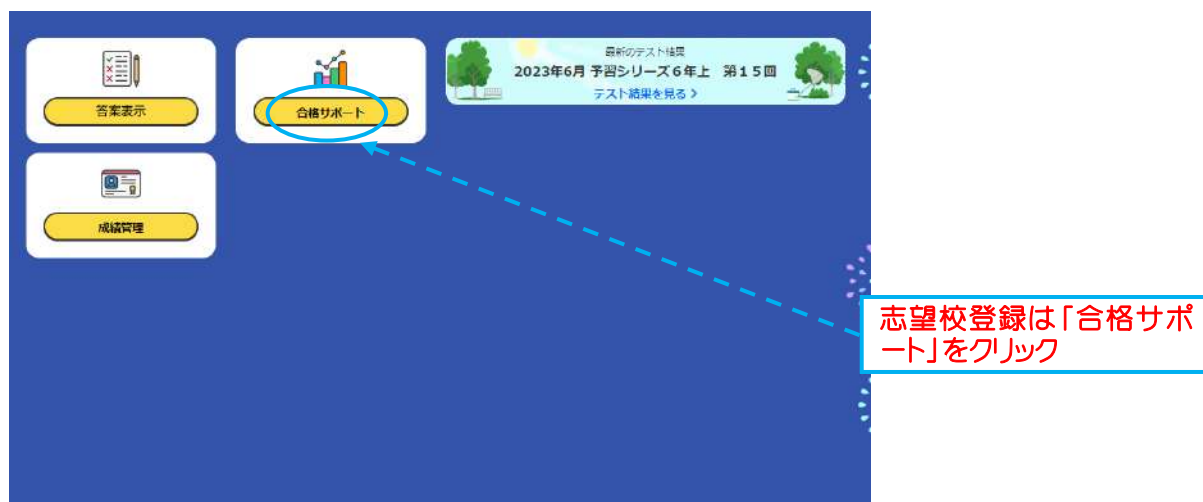 答案表示
合格サポート
最新のテスト結果
2023年6月 予習シリーズ6年上　第15回
テスト結果を見る >
成績管理
志望校登録は「合格サポ
ート」をクリック